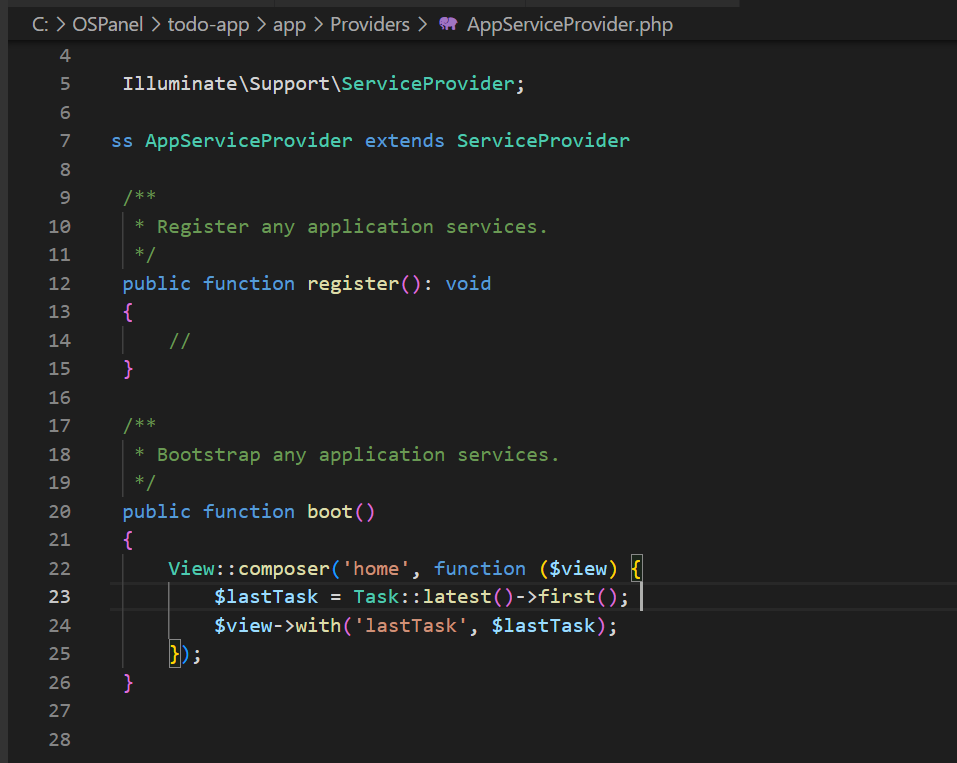 C: > OSPanel > todo-app > app > Providers > AppServiceProvider.php
4
5 Illuminate\Support\ServiceProvider;
6
7 ss AppServiceProvider extends ServiceProvider
8
9 /**
10 * Register any application services.
11 */
12 public function register(): void
13 {
14 //
15 }
16
17 /**
18 * Bootstrap any application services.
19 */
20 public function boot()
21 {
22 View::composer('home', function ($view) {
23 $lastTask = Task::latest()->first();
24 $view->with('lastTask', $lastTask);
25 });
26 }
27
28